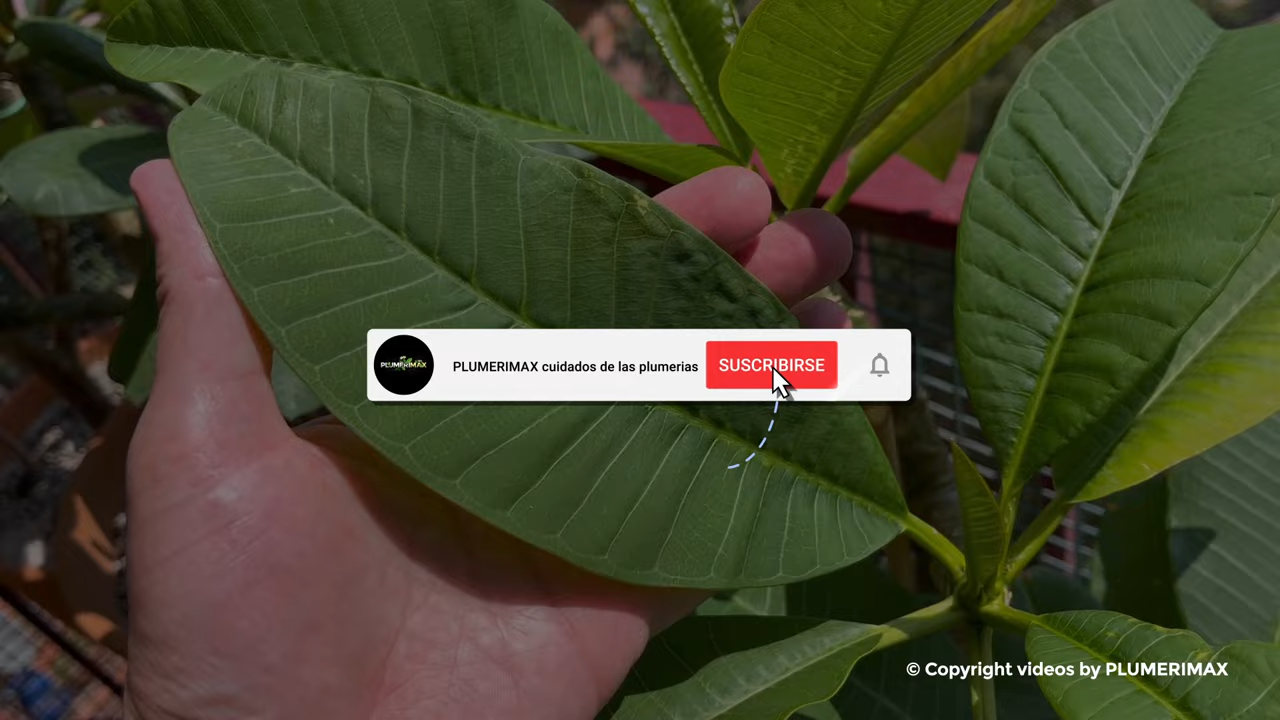 PLUMERIMAX
PLUMERIMAX cuidados de las plumerias
SUSCRIBIRSE
© Copyright videos by PLUMERIMAX